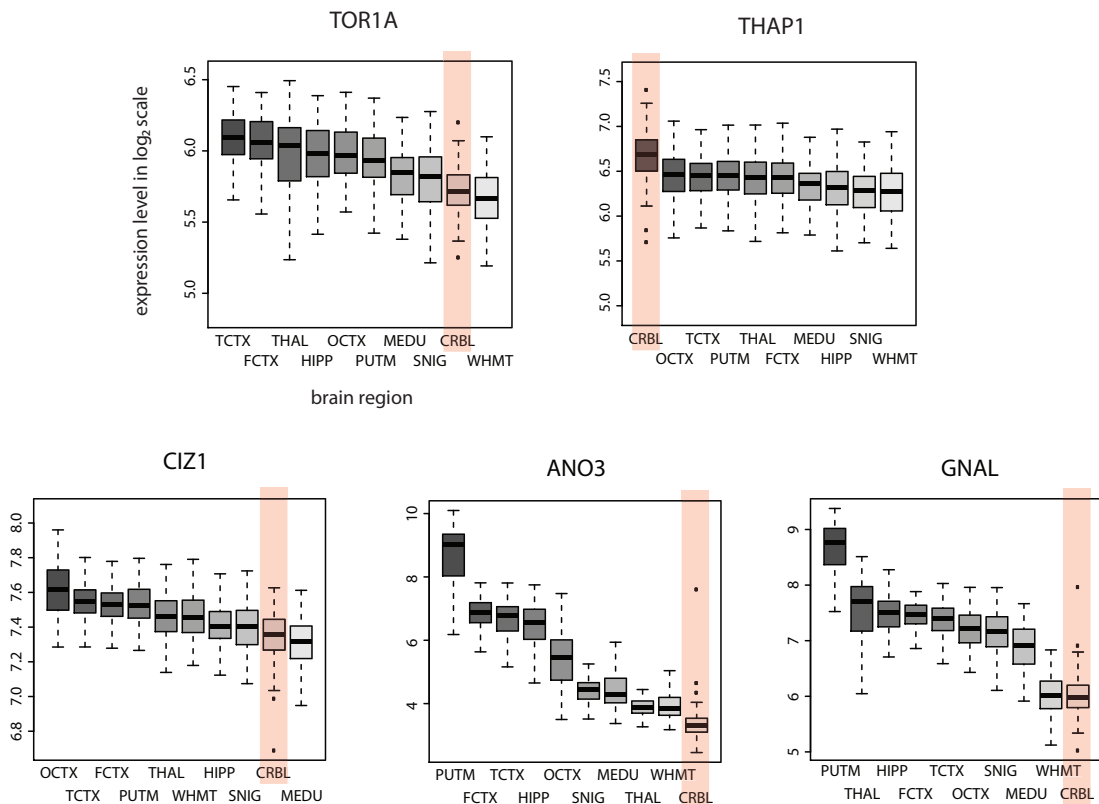 TOR1A
THAP1
expression level in log2 scale
6.5
6.0
5.5
5.0
7.5
7.0
6.5
6.0
5.5
5.0
TCTX THAL OCTX MEDU CRBL
FCTX HIPP PUTM SNIG WHMT
CRBL TCTX THAL MEDU SNIG
OCTX PUTM FCTX HIPP WHMT
brain region
CIZ1
ANO3
GNAL
8.0
7.8
7.6
7.4
7.2
7.0
6.8
10
8
6
4
9
8
7
6
5
OCTX FCTX THAL HIPP CRBL
TCTX PUTM WHMT SNIG MEDU
PUTM TCTX OCTX MEDU WHMT
FCTX HIPP SNIG THAL CRBL
PUTM HIPP TCTX SNIG WHMT
THAL FCTX OCTX MEDU CRBL